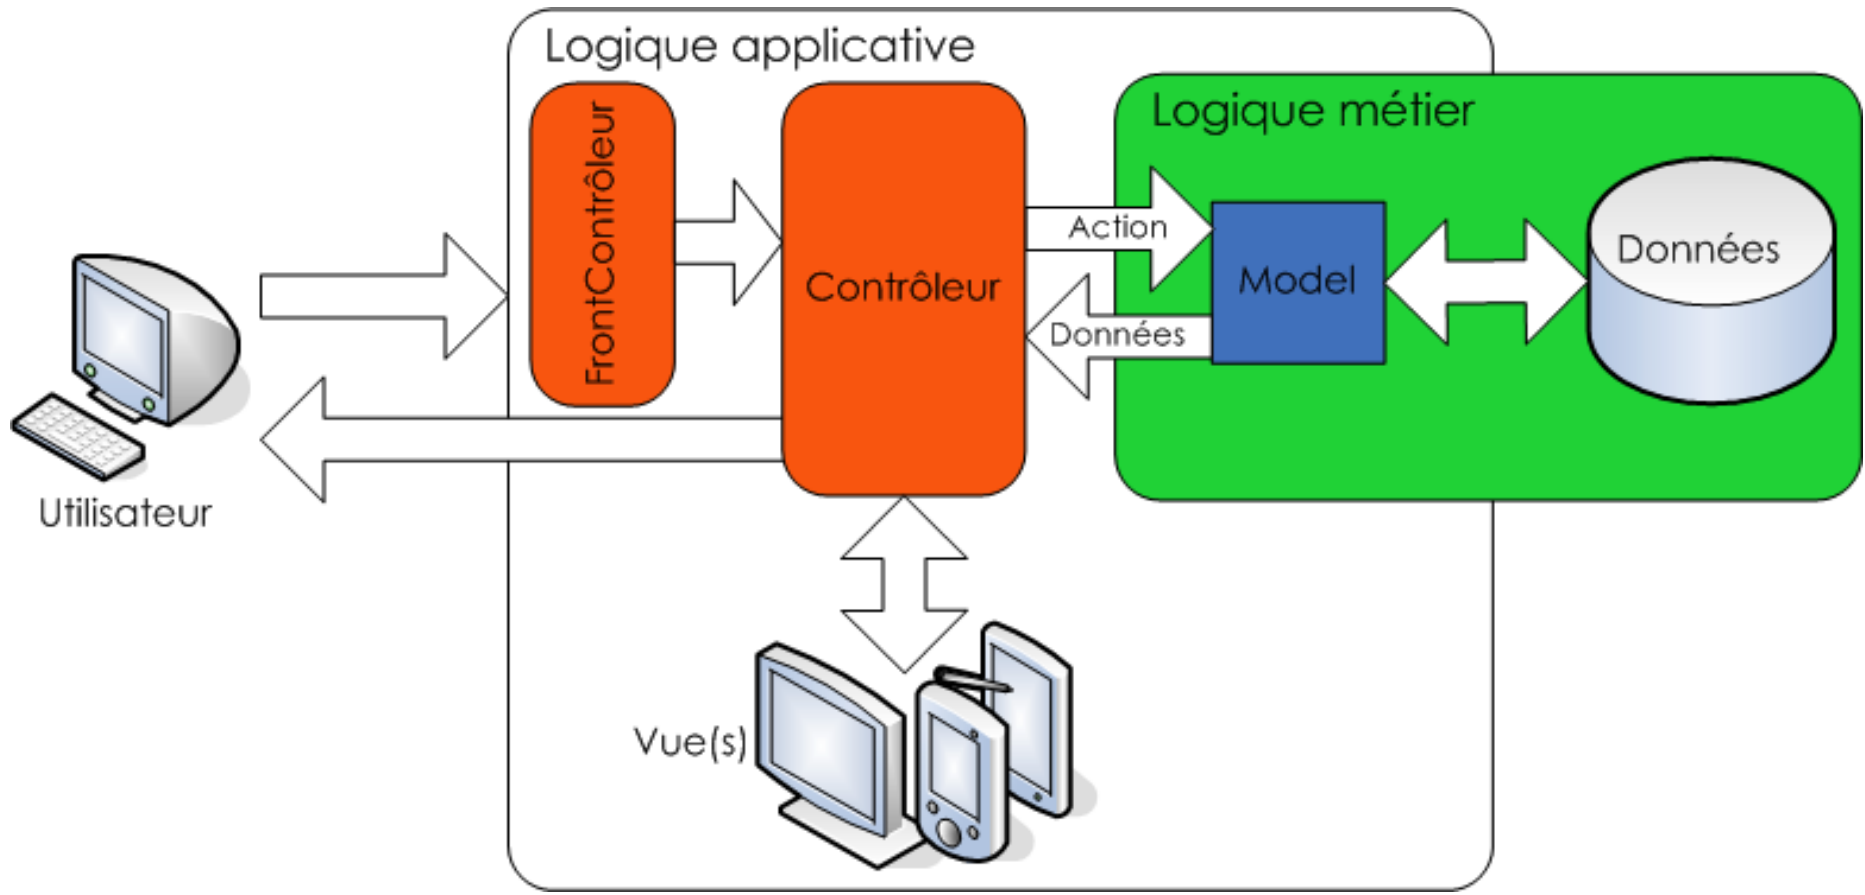 Logique applicative
Logique métier
FrontContrôleur
Contrôleur
Action
Données
Model
Données
Utilisateur
Vue(s)